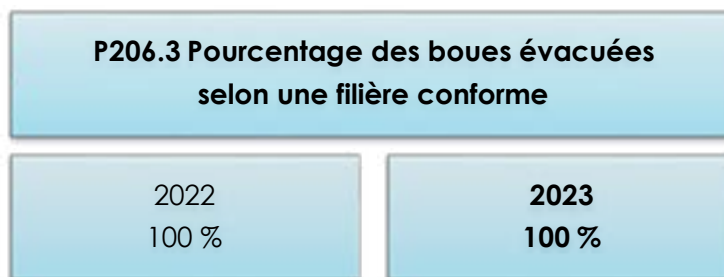 P206.3 Pourcentage des boues évacuées
selon une filière conforme
2022
100 %
2023
100 %